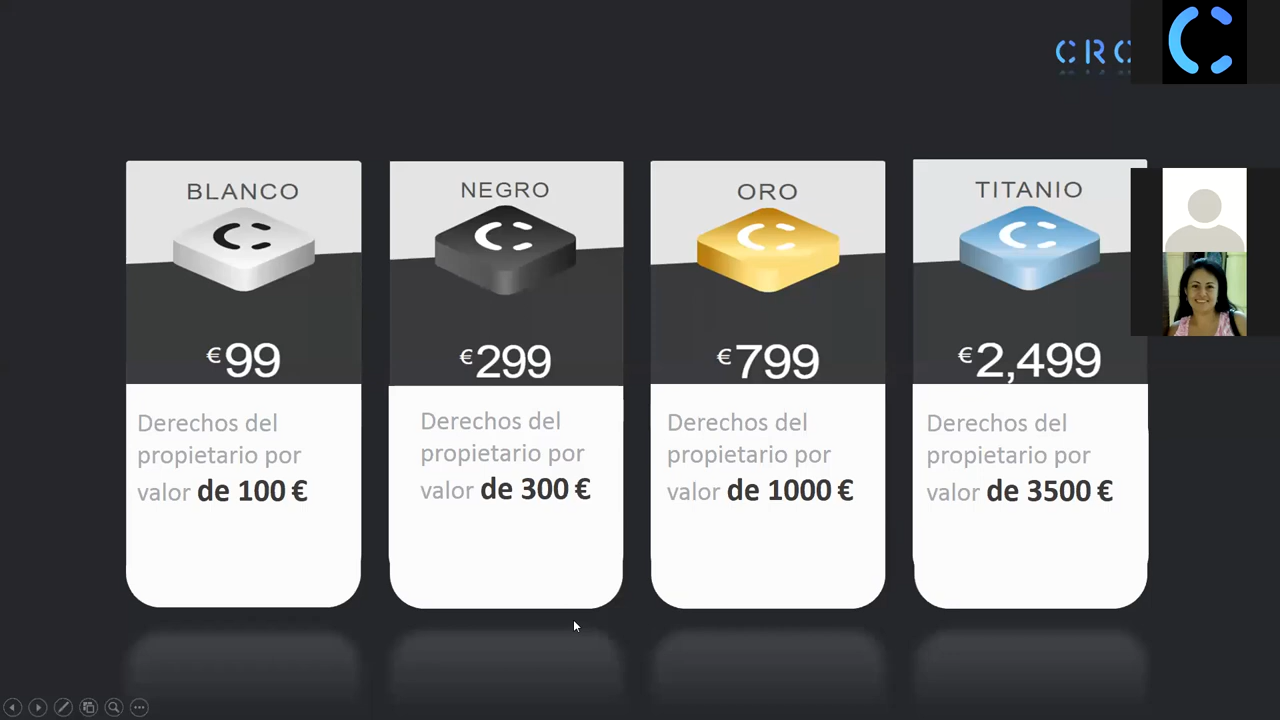 CRO
BLANCO
€99
Derechos del
propietario por
valor de 100 €
NEGRO
€299
Derechos del
propietario por
valor de 300 €
ORO
€799
Derechos del
propietario por
valor de 1000 €
TITANIO
€2,499
Derechos del
propietario por
valor de 3500 €